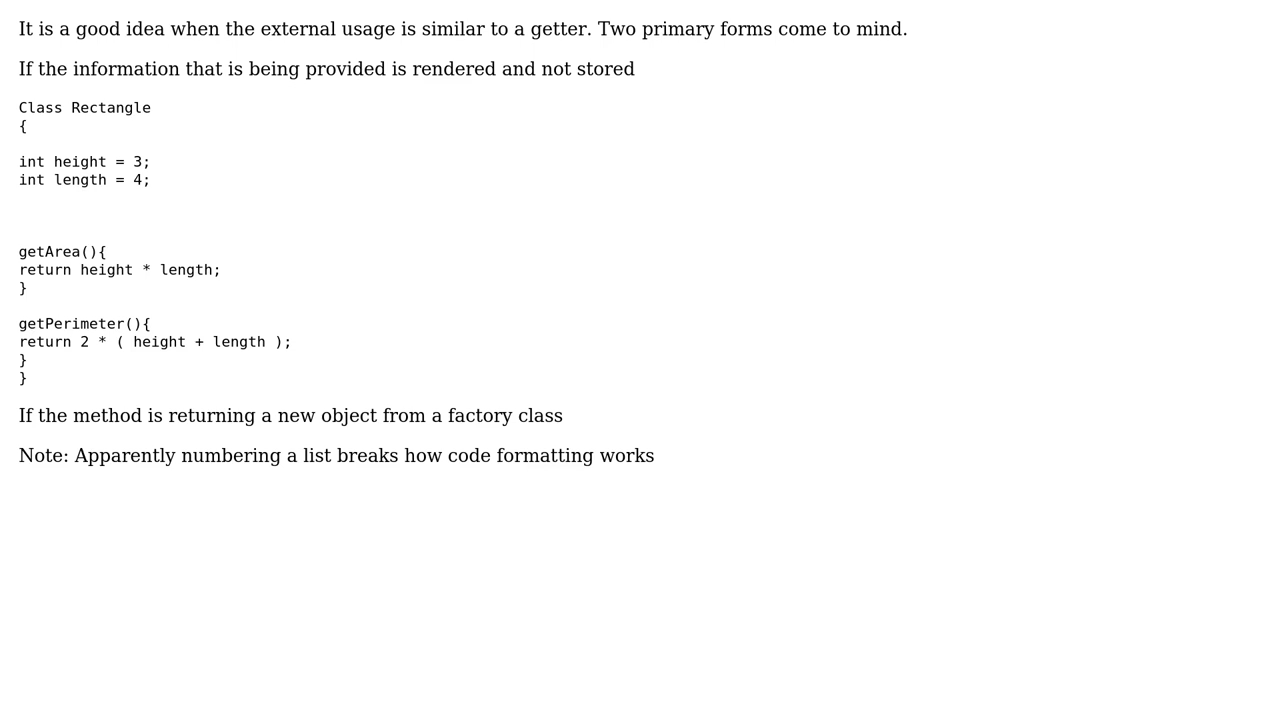 It is a good idea when the external usage is similar to a getter. Two primary forms come to mind.
If the information that is being provided is rendered and not stored
Class Rectangle
{
int height = 3;
int length = 4;
getArea(){
return height * length;
}
getPerimeter(){
return 2 * ( height + length );
}
}
If the method is returning a new object from a factory class
Note: Apparently numbering a list breaks how code formatting works